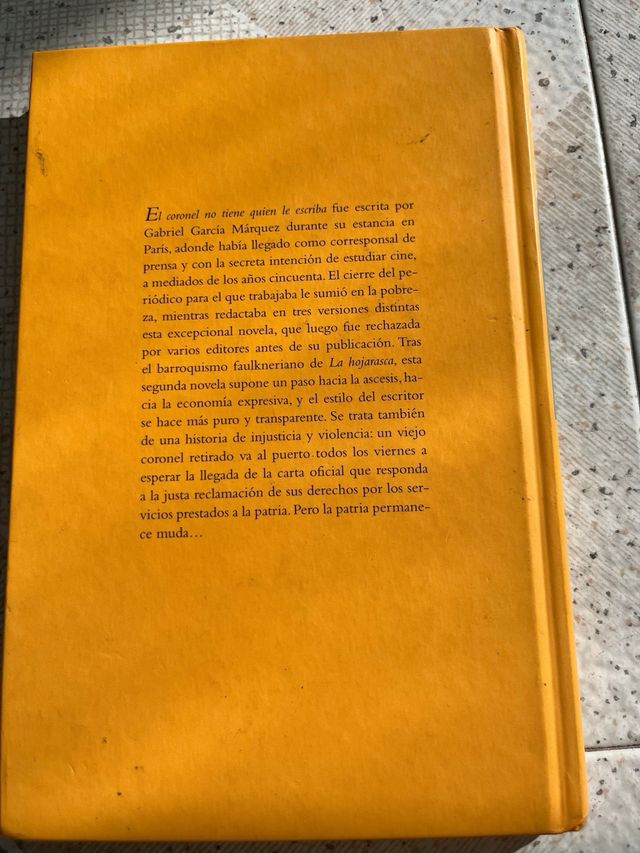 El coronel no tiene quien le escriba fue escrita por
Gabriel García Márquez durante su estancia en
París, adonde había llegado como corresponsal de
prensa y con la secreta intención de estudiar cine,
a mediados de los años cincuenta. El cierre del pe-
riódico para el que trabajaba le sumió en la pobre-
za, mientras redactaba en tres versiones distintas
esta excepcional novela, que luego fue rechazada
por varios editores antes de su publicación. Tras
el barroquismo faulkneriano de La hojarasca, esta
segunda novela supone un paso hacia la ascesis, ha-
cia la economía expresiva, y el estilo del escritor
se hace más puro y transparente. Se trata también
de una historia de injusticia y violencia: un viejo
coronel retirado va al puerto todos los viernes a
esperar la llegada de la carta oficial que responda
a la justa reclamación de sus derechos por los ser-
vicios prestados a la patria. Pero la patria permane-
ce muda…